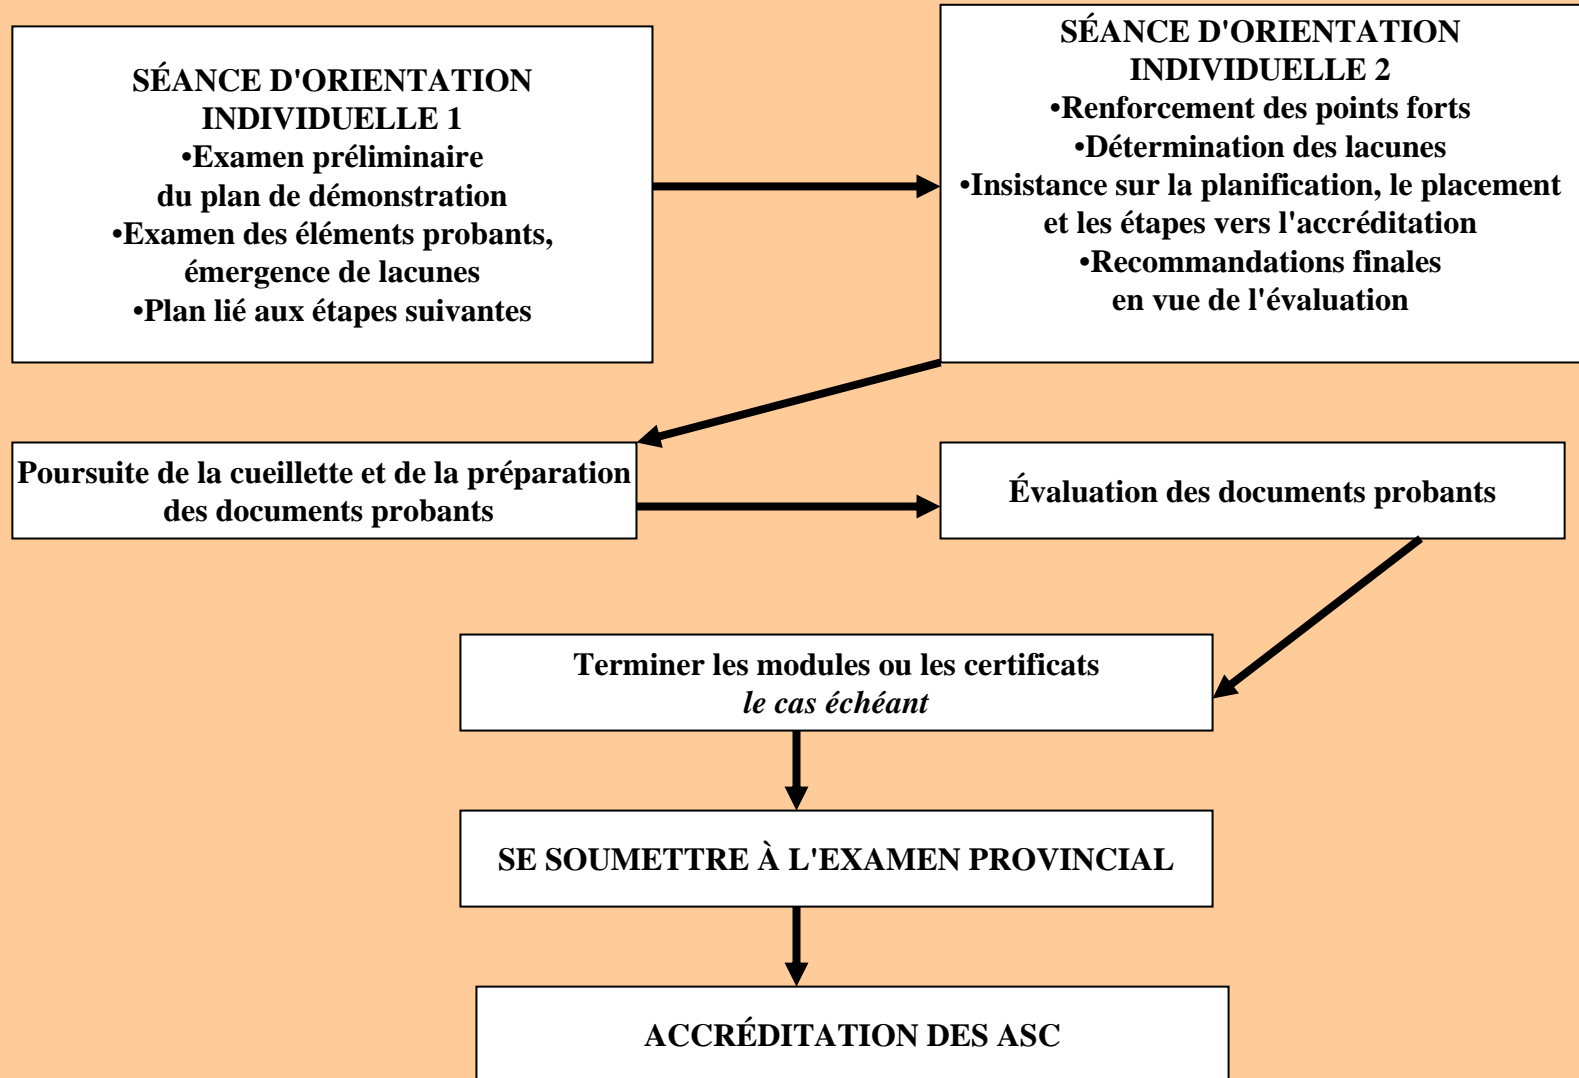 SÉANCE D'ORIENTATION
INDIVIDUELLE 1
•Examen préliminaire
du plan de démonstration
•Examen des éléments probants,
émergence de lacunes
•Plan lié aux étapes suivantes
SÉANCE D'ORIENTATION
INDIVIDUELLE 2
•Renforcement des points forts
•Détermination des lacunes
•Insistance sur la planification, le placement
et les étapes vers l'accréditation
•Recommandations finales
en vue de l'évaluation
Poursuite de la cueillette et de la préparation
des documents probants
Évaluation des documents probants
Terminer les modules ou les certificats
le cas échéant
SE SOUMETTRE À L'EXAMEN PROVINCIAL
ACCRÉDITATION DES ASC